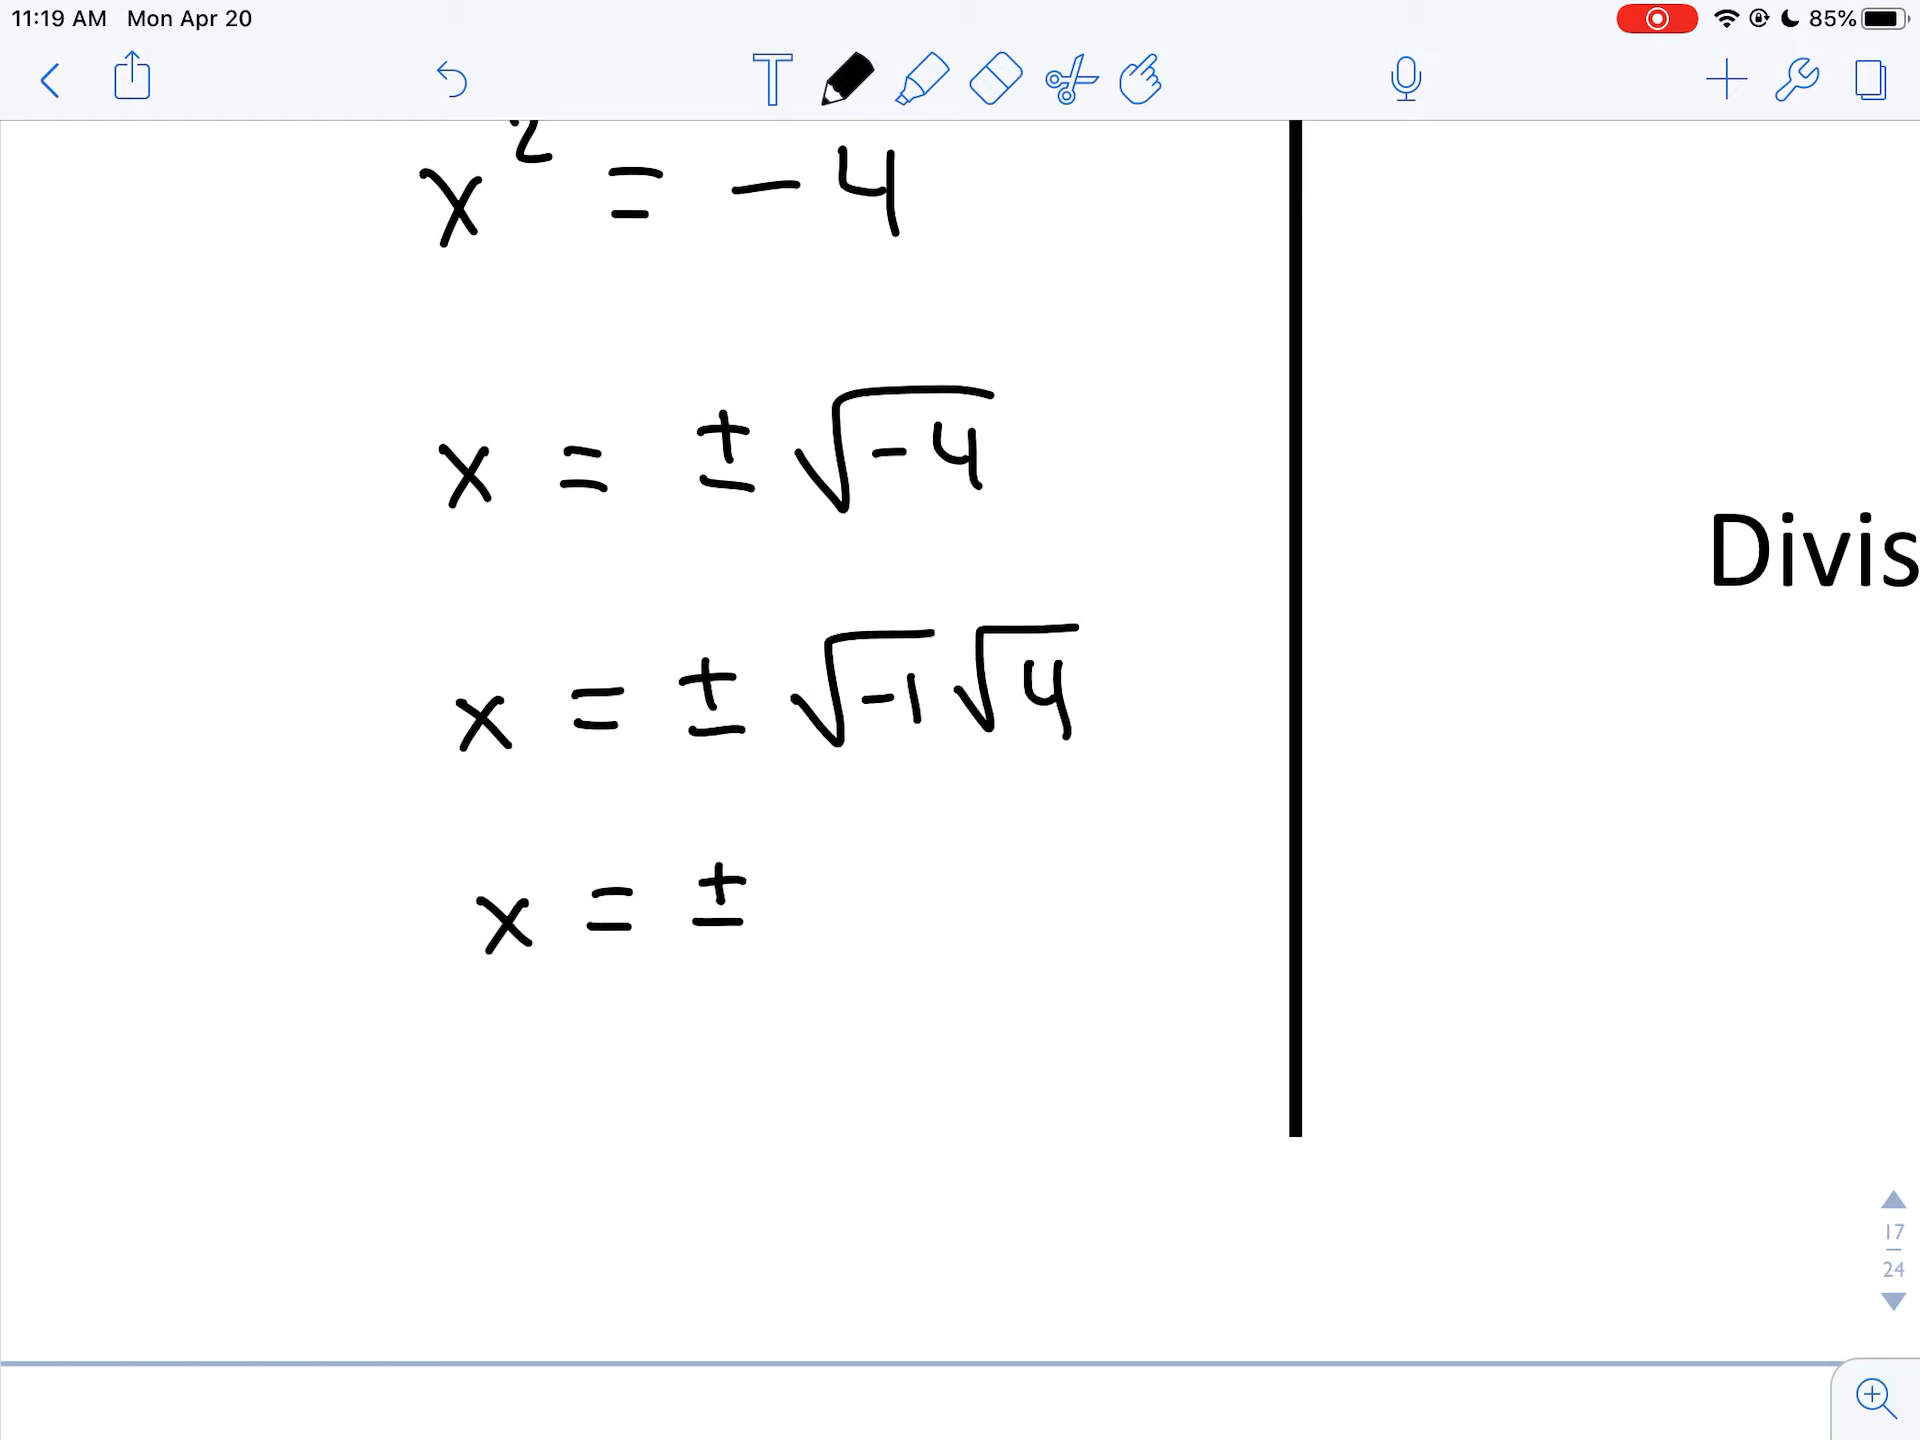 11:19 AM Mon Apr 20
85%
T
x² = - 4
x = ± √-4
Divis
x = ± √-1 √4
x = ±
17
24